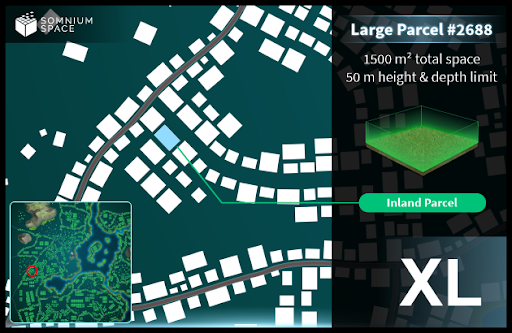 SOMNIUM
SPACE
Large Parcel #2688
1500 m² total space
50 m height & depth limit
Inland Parcel
XL